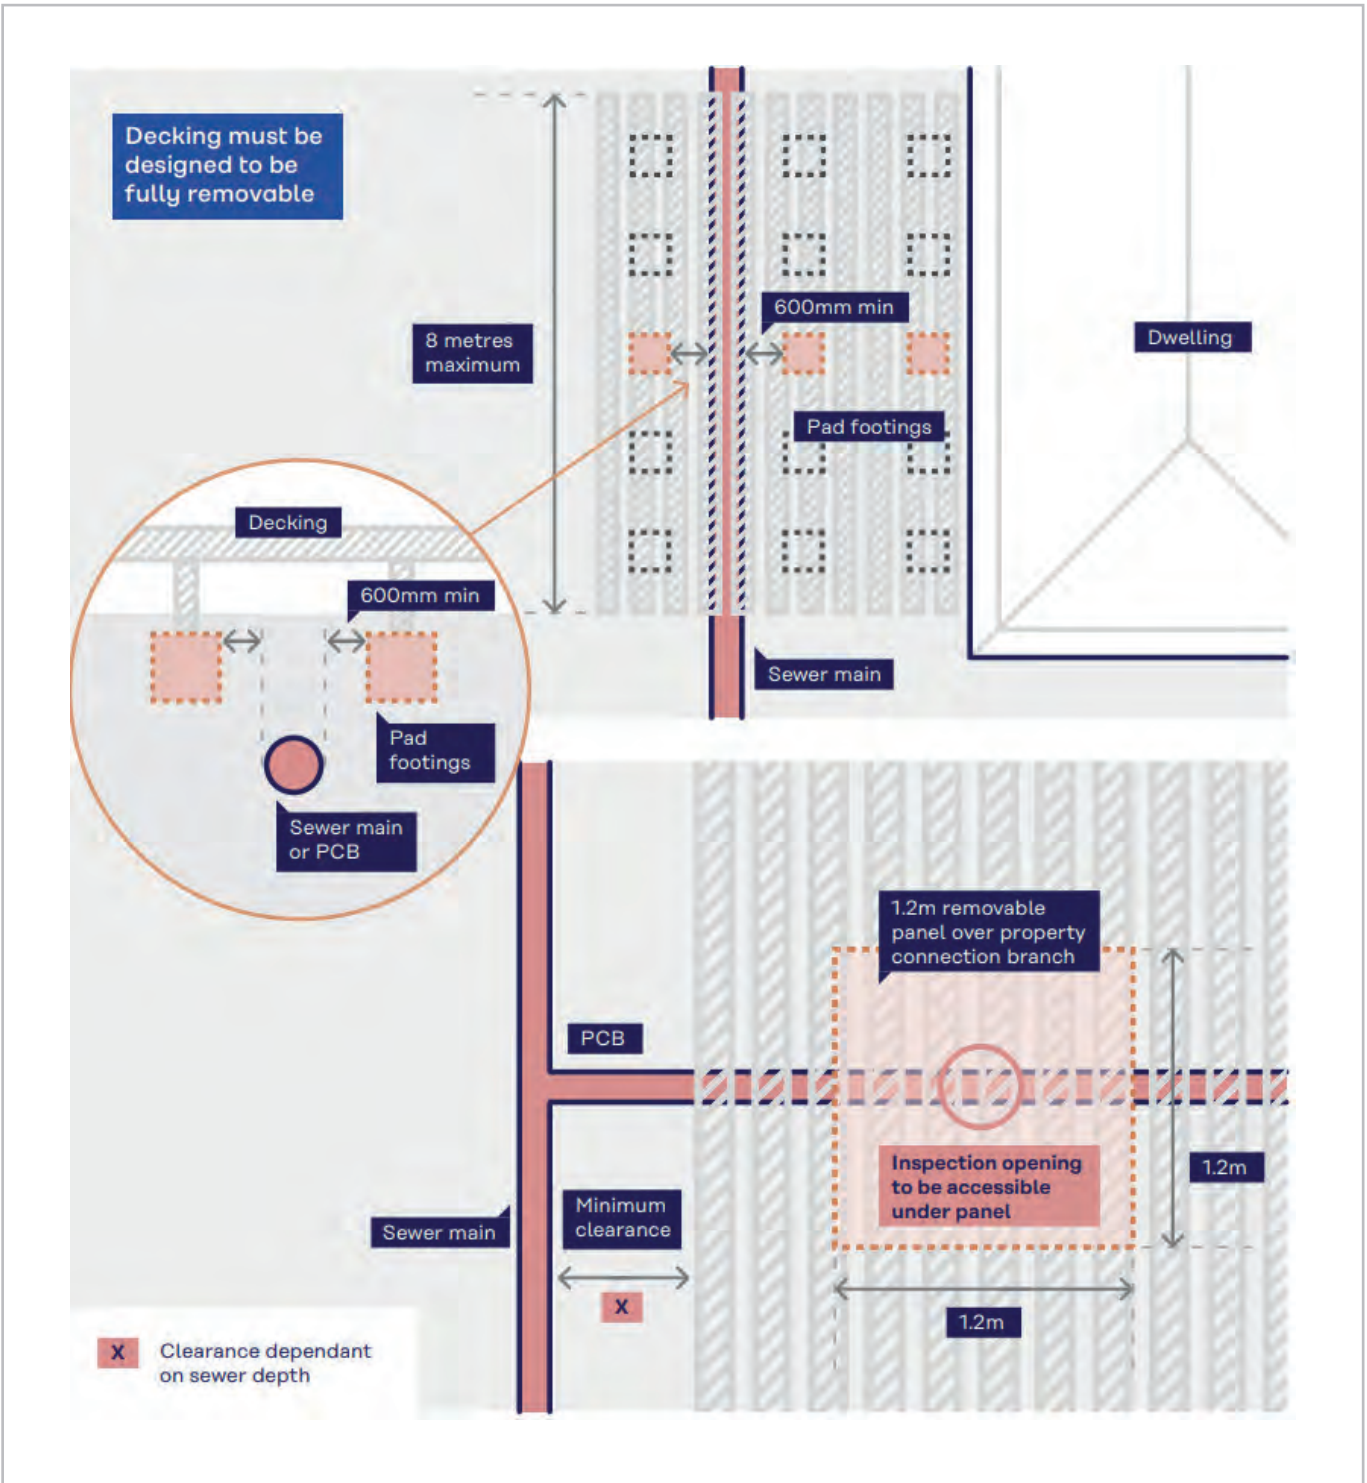 Decking must be
designed to be
fully removable
8 metres
maximum
600mm min
Dwelling
Pad footings
Sewer main
Decking
600mm min
Pad
footings
Sewer main
or PCB
1.2m removable
panel over property
connection branch
PCB
Inspection opening
to be accessible
under panel
1.2m
Sewer main
Minimum
clearance
X
1.2m
X Clearance dependant
on sewer depth